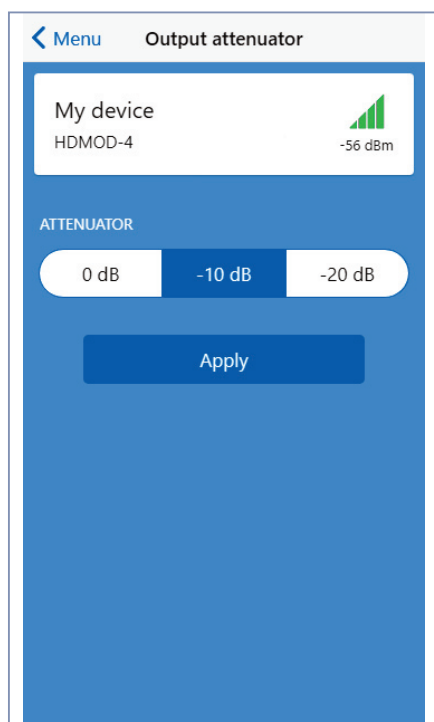 Menu Output attenuator
My device
HDMOD-4
-56 dBm
ATTENUATOR
0 dB -10 dB -20 dB
Apply